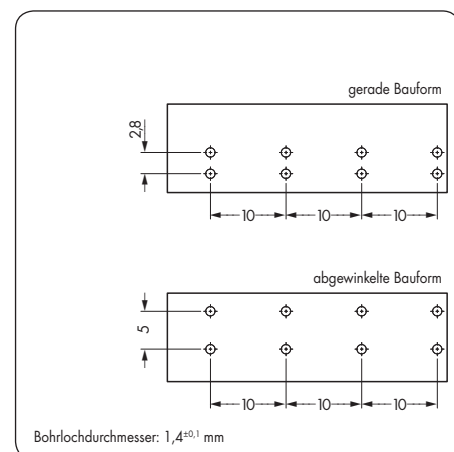 gerade Bauform
2,8
10 10 10
abgewinkelte Bauform
5
10 10 10
Bohrlochdurchmesser: 1,4±0,1 mm